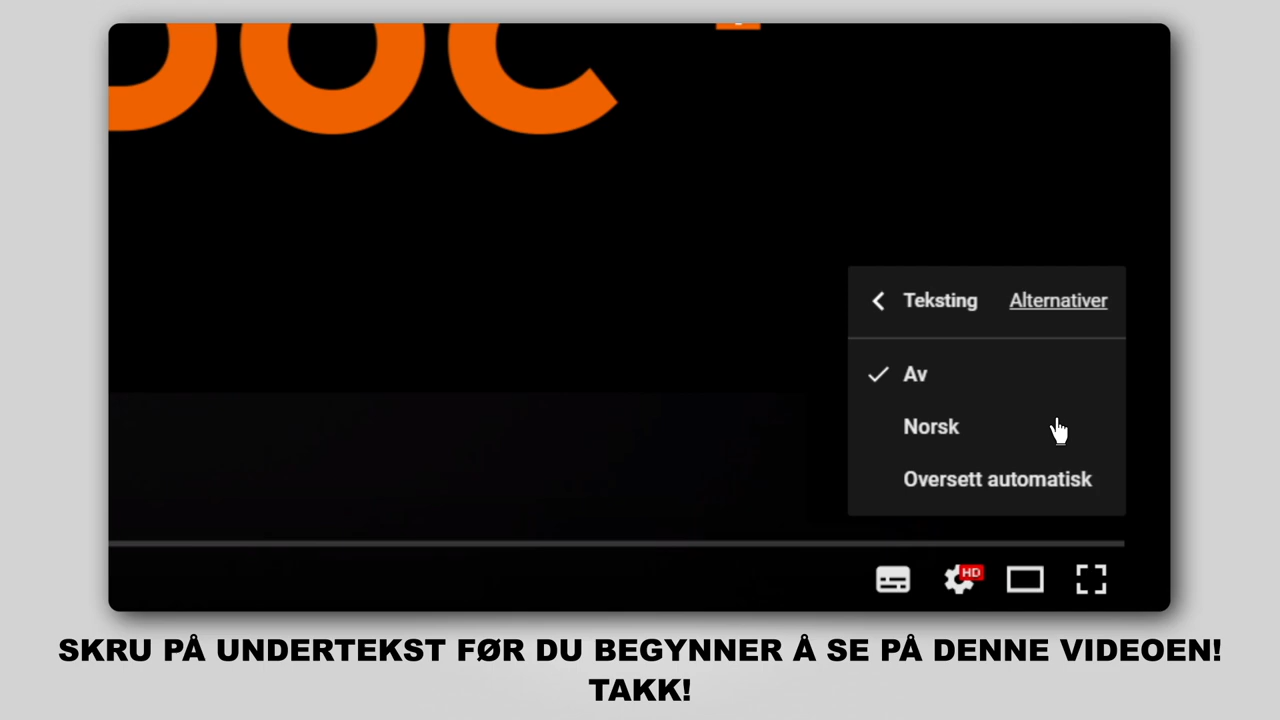 Teksting Alternativer
Av
Norsk
Oversett automatisk
HD
SKRU PÅ UNDERTEKST FØR DU BEGYNNER Å SE PÅ DENNE VIDEOEN!
TAKK!